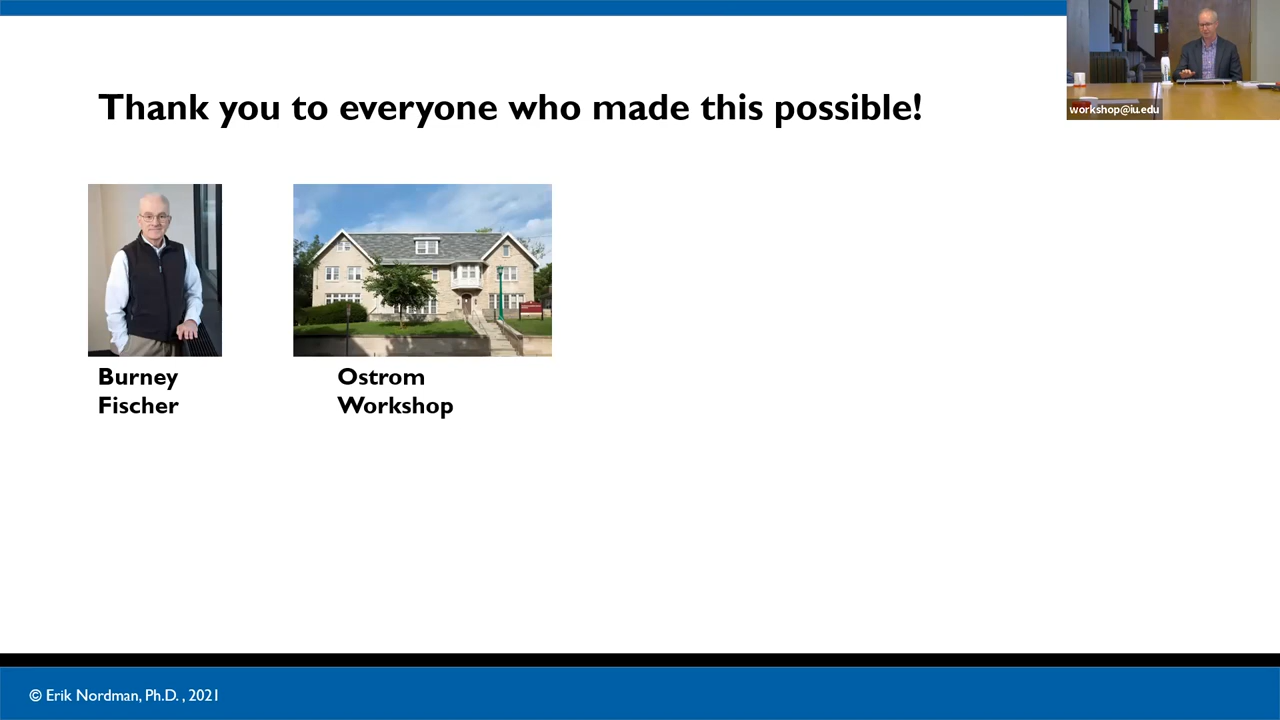 Thank you to everyone who made this possible!
workshop@iu.edu
Burney
Fischer
Ostrom
Workshop
© Erik Nordman, Ph.D. , 2021